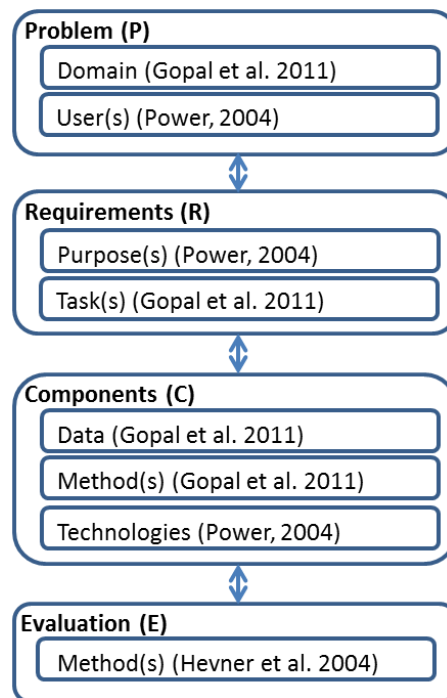 Problem (P)
Domain (Gopal et al. 2011)
User(s) (Power, 2004)
Requirements (R)
Purpose(s) (Power, 2004)
Task(s) (Gopal et al. 2011)
Components (C)
Data (Gopal et al. 2011)
Method(s) (Gopal et al. 2011)
Technologies (Power, 2004)
Evaluation (E)
Method(s) (Hevner et al. 2004)